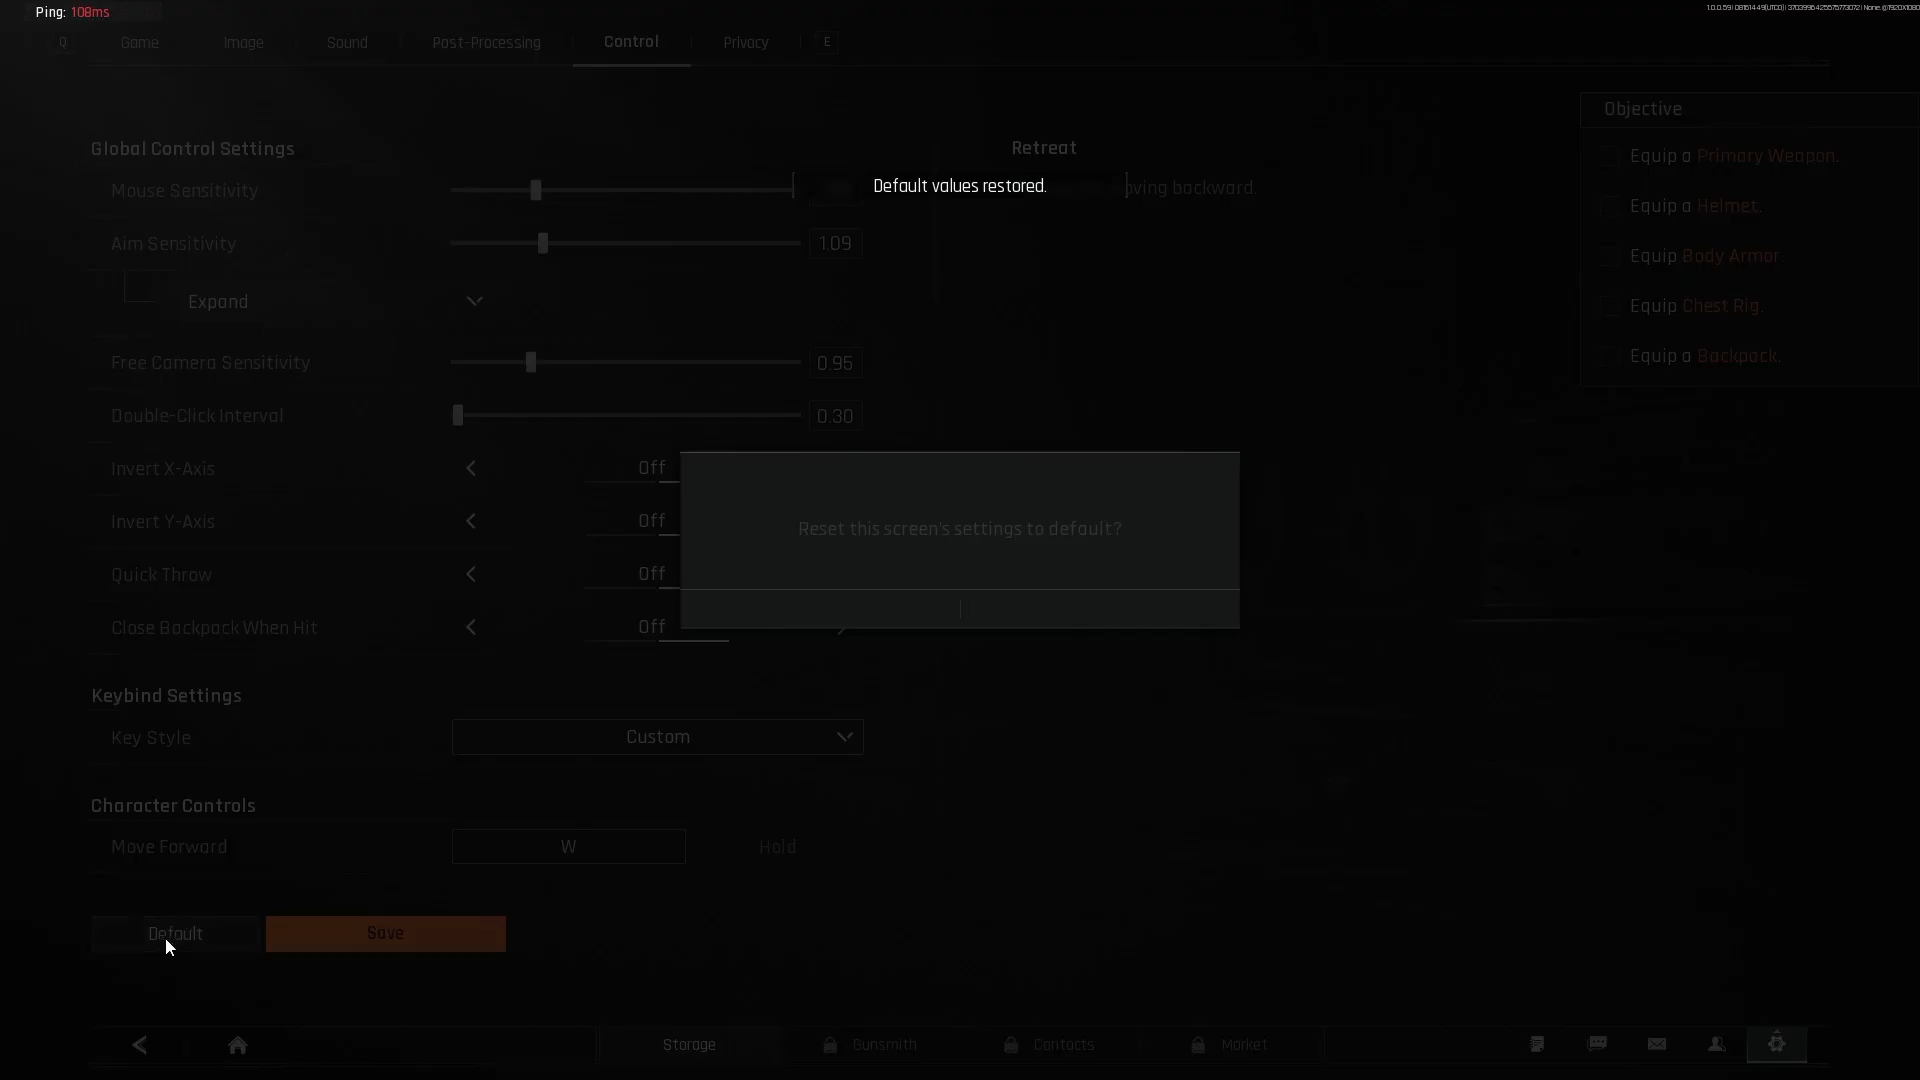 Ping: 108ms
Q Game Image Sound Post-Processing Control Privacy E
Objective
Global Control Settings
Retreat
Mouse Sensitivity
Default values restored.
oving backward.
Equip a Primary Weapon.
Aim Sensitivity 1.09
Equip a Helmet.
Equip Body Armor.
Expand
Equip Chest Rig.
Free Camera Sensitivity 0.95
Equip a Backpack.
Double-Click Interval 0.30
Invert X-Axis Off
Invert Y-Axis Off
Reset this screen's settings to default?
Quick Throw Off
Close Backpack When Hit Off
Keybind Settings
Key Style Custom
Character Controls
Move Forward W Hold
Default Save
Storage Gunsmith Contacts Market